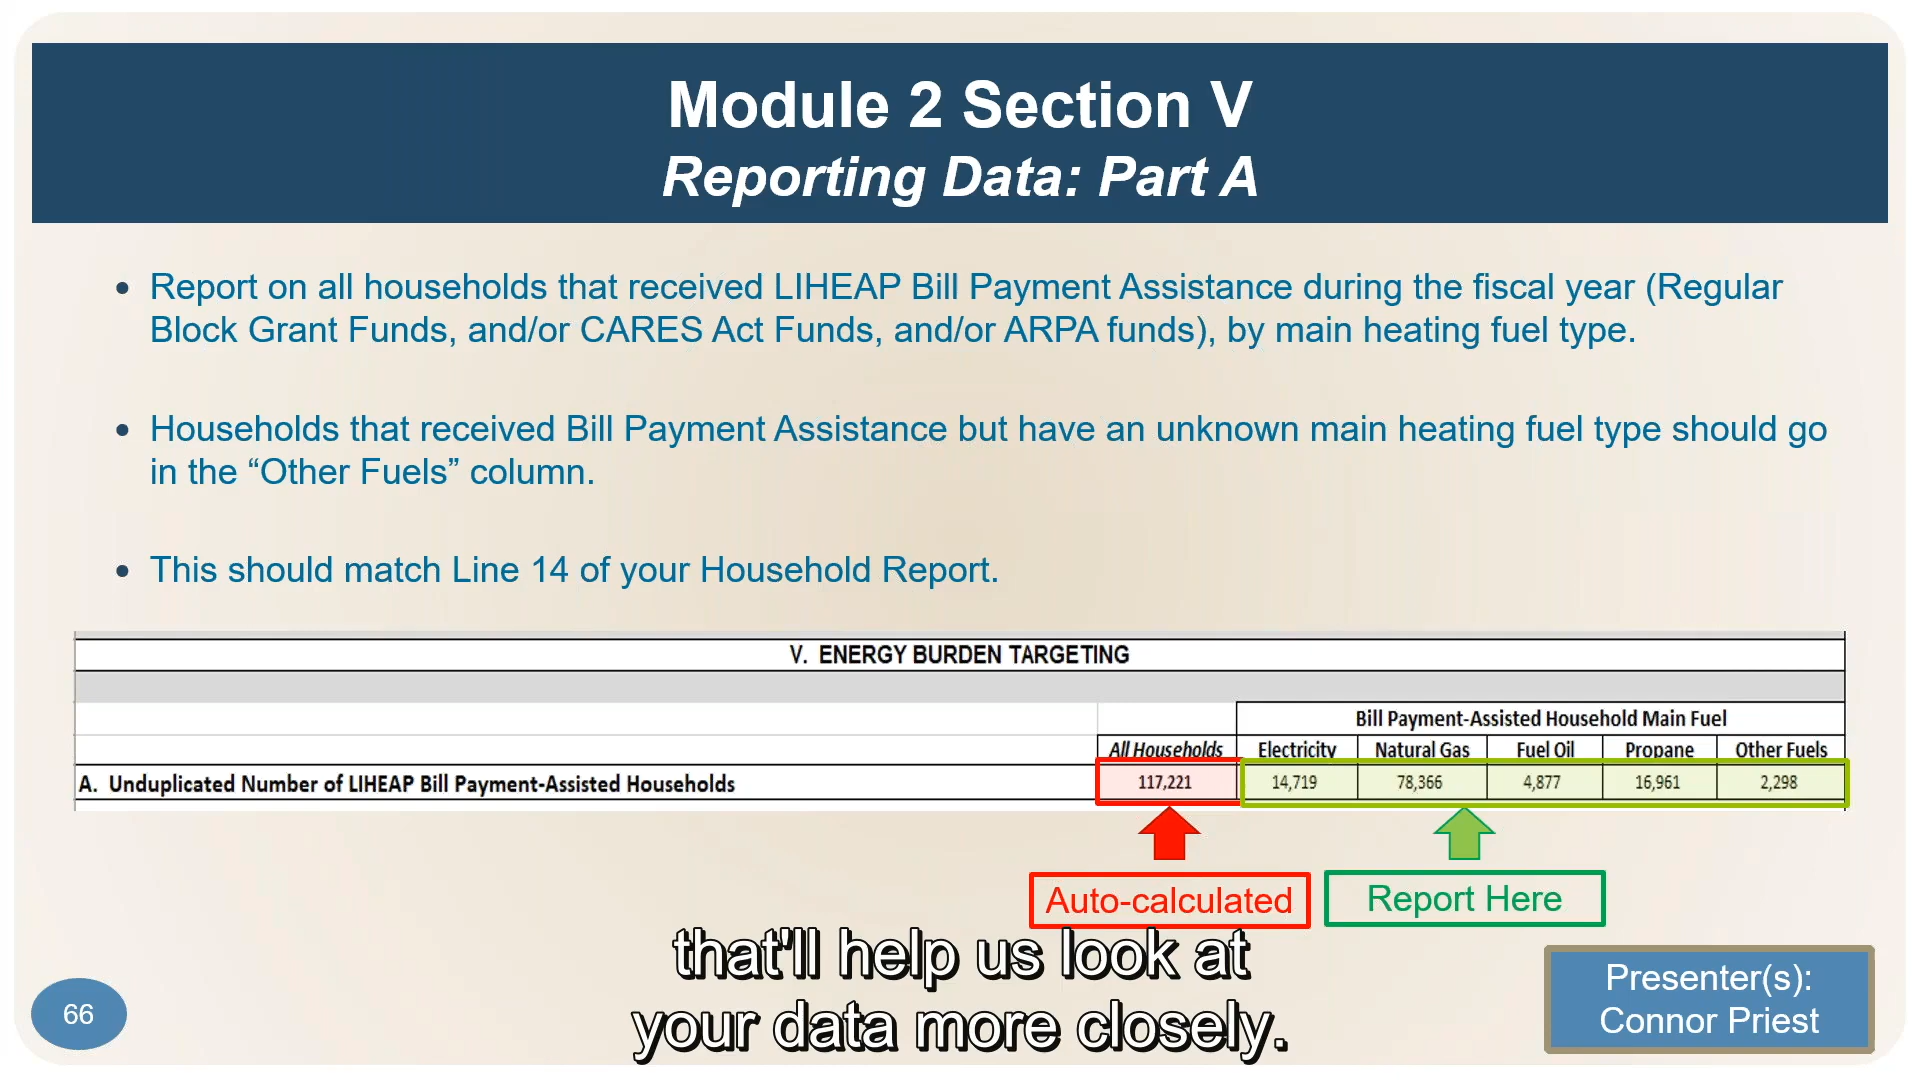 Module 2 Section V
Reporting Data: Part A
• Report on all households that received LIHEAP Bill Payment Assistance during the fiscal year (Regular
Block Grant Funds, and/or CARES Act Funds, and/or ARPA funds), by main heating fuel type.
• Households that received Bill Payment Assistance but have an unknown main heating fuel type should go
in the “Other Fuels” column.
• This should match Line 14 of your Household Report.
V. ENERGY BURDEN TARGETING
Bill Payment-Assisted Household Main Fuel
All Households Electricity Natural Gas Fuel Oil Propane Other Fuels
A. Unduplicated Number of LIHEAP Bill Payment-Assisted Households 117,221 14,719 78,366 4,877 16,961 2,298
Auto-calculated Report Here
that'll help us look at
your data more closely.
66
Presenter(s):
Connor Priest